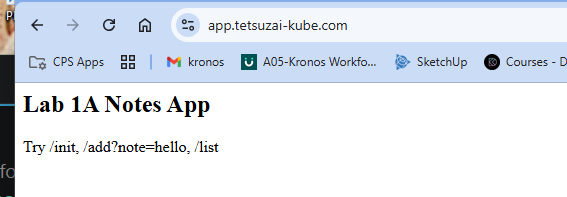 P
app.tetsuzai-kube.com
CPS Apps
kronos
A05-Kronos Workfo...
SketchUp
Courses - D
Lab 1A Notes App
Try /init, /add?note=hello, /list
fo